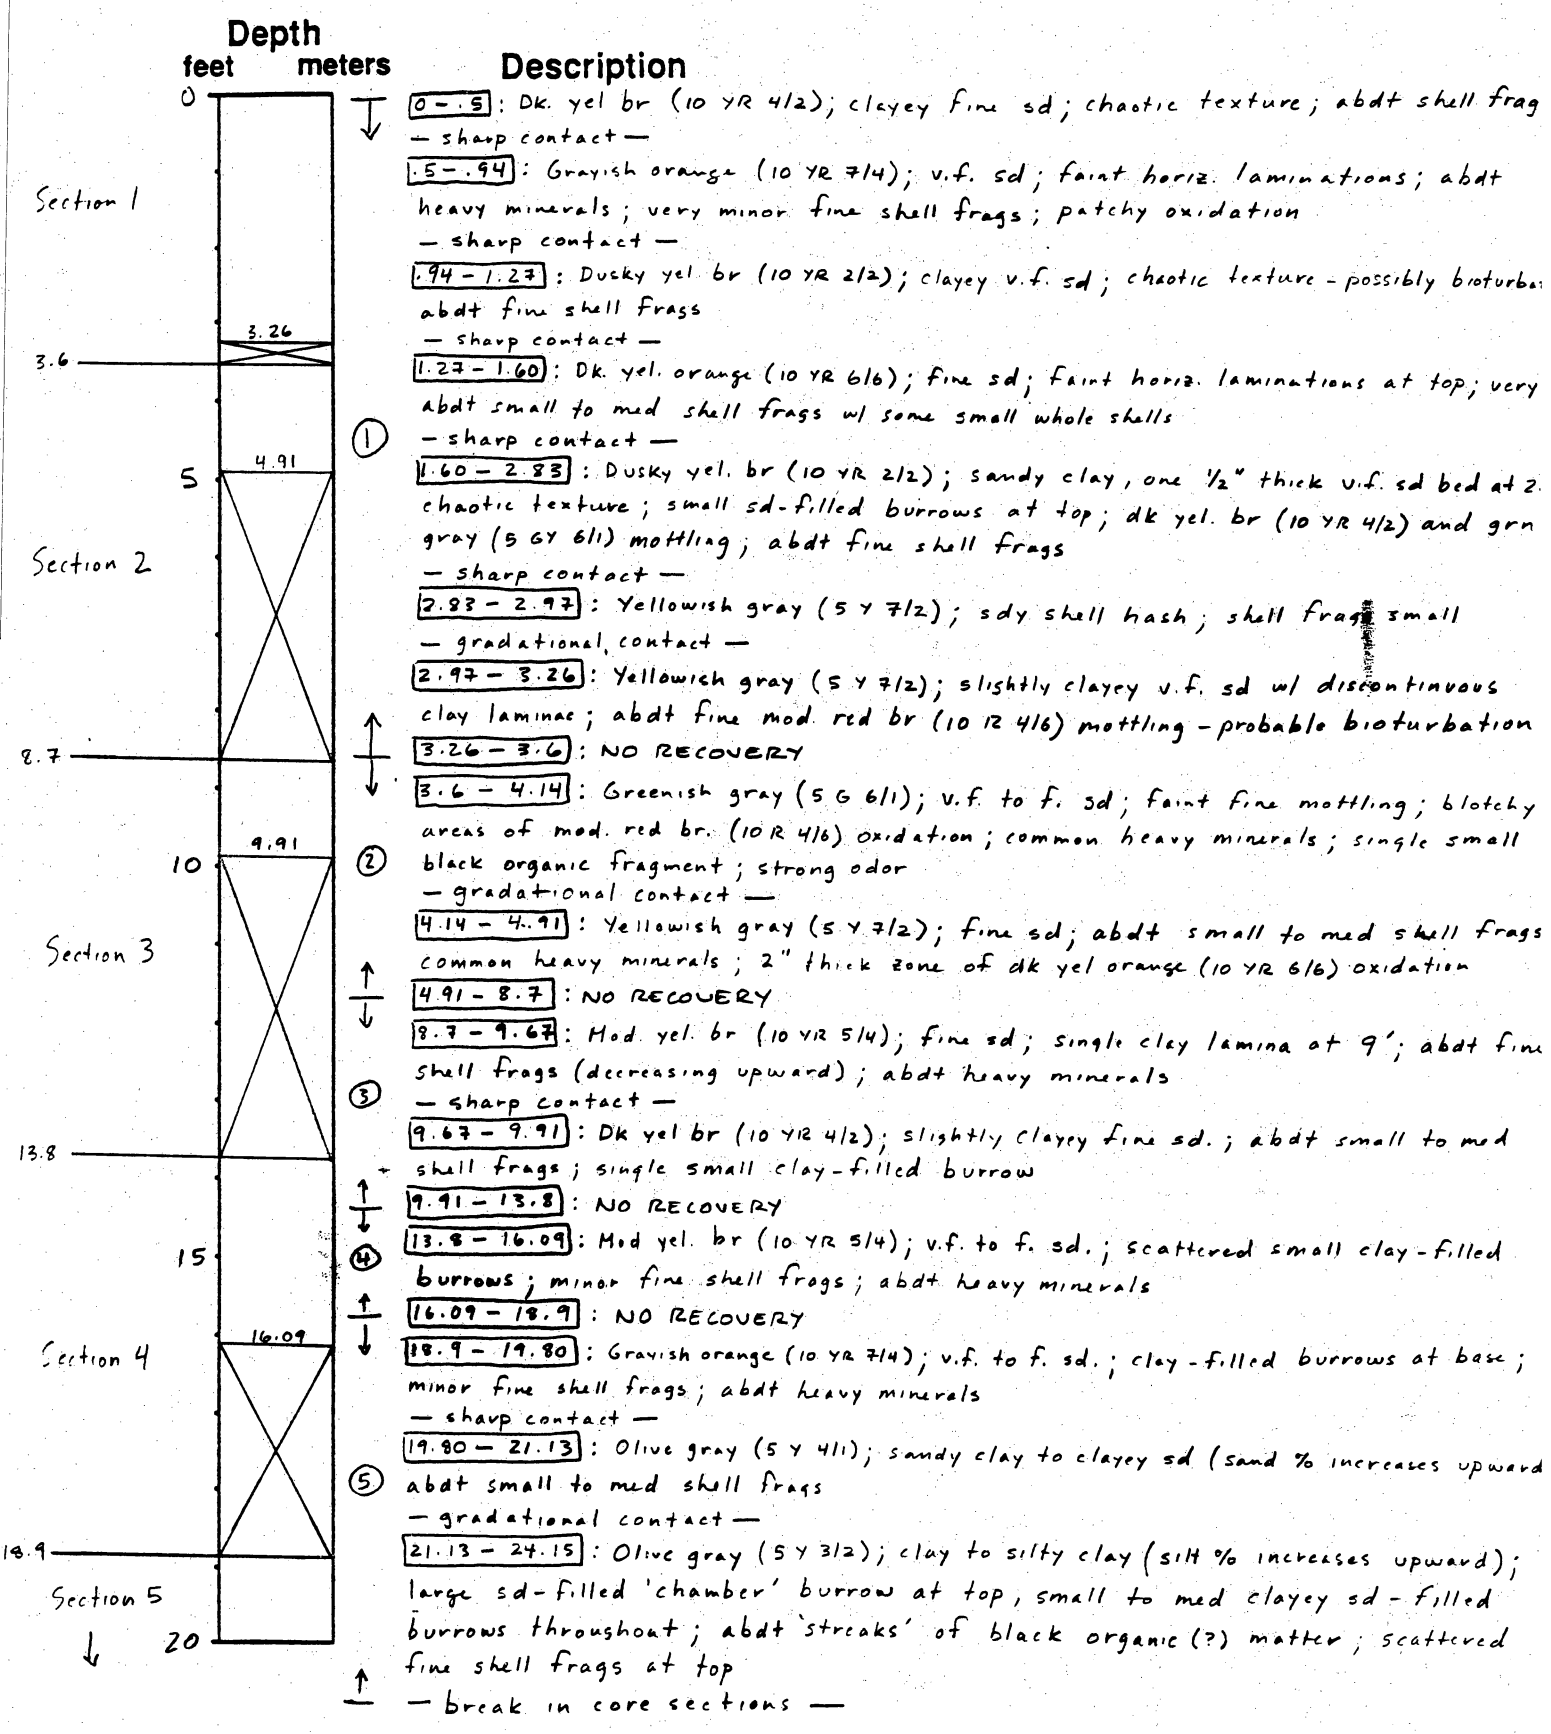 Depth
feet meters Description
0
0 - .5 : Dk. yel br (10 YR 4/2); clayey fine sd; chaotic texture; abdt shell frag
— sharp contact —
.5 - .94 : Grayish orange (10 YR 7/4); v.f. sd; faint horiz. laminations; abdt
Section 1
heavy minerals; very minor fine shell frags; patchy oxidation
— sharp contact —
.94 - 1.27 : Dusky yel br (10 YR 2/2); clayey v.f. sd; chaotic texture - possibly bioturba
abdt fine shell frags
3.26
— sharp contact —
3.6
1.27 - 1.60 : Dk. yel. orange (10 YR 6/6); fine sd; faint horiz. laminations at top; very
abdt small to med shell frags w/ some small whole shells
1
— sharp contact —
4.91
5
1.60 - 2.83 : Dusky yel. br (10 YR 2/2); sandy clay, one 1/2" thick v.f. sd bed at 2.
chaotic texture; small sd-filled burrows at top; dk yel. br (10 YR 4/2) and grn
gray (5 GY 6/1) mottling; abdt fine shell frags
Section 2
— sharp contact —
2.83 - 2.97 : Yellowish gray (5 Y 7/2); sdy shell hash; shell frags small
— gradational contact —
2.97 - 3.26 : Yellowish gray (5 Y 7/2); slightly clayey v.f. sd w/ discontinuous
clay laminae; abdt fine mod. red br (10 R 4/6) mottling - probable bioturbation
8.7
3.26 - 3.6 : NO RECOVERY
3.6 - 4.14 : Greenish gray (5 G 6/1); v.f. to f. sd; faint fine mottling; blotchy
areas of mod. red br. (10 R 4/6) oxidation; common heavy minerals; single small
9.91
10
2
black organic fragment; strong odor
— gradational contact —
4.14 - 4.91 : Yellowish gray (5 Y 7/2); fine sd; abdt small to med shell frags
Section 3
common heavy minerals; 2" thick zone of dk yel orange (10 YR 6/6) oxidation
4.91 - 8.7 : NO RECOVERY
8.7 - 9.67 : Mod. yel. br (10 YR 5/4); fine sd; single clay lamina at 9'; abdt fine
shell frags (decreasing upward); abdt heavy minerals
3
— sharp contact —
9.67 - 9.91 : Dk yel br (10 YR 4/2); slightly clayey fine sd.; abdt small to med
13.8
shell frags; single small clay-filled burrow
9.91 - 13.8 : NO RECOVERY
13.8 - 16.09 : Mod yel. br (10 YR 5/4); v.f. to f. sd.; scattered small clay-filled
15
4
burrows; minor fine shell frags; abdt heavy minerals
16.09 - 18.9 : NO RECOVERY
16.09
Section 4
18.9 - 19.80 : Grayish orange (10 YR 7/4); v.f. to f. sd.; clay-filled burrows at base;
minor fine shell frags; abdt heavy minerals
— sharp contact —
19.80 - 21.13 : Olive gray (5 Y 4/1); sandy clay to clayey sd (sand % increases upward
5
abdt small to med shell frags
— gradational contact —
18.9
21.13 - 24.15 : Olive gray (5 Y 3/2); clay to silty clay (silt % increases upward);
Section 5
large sd-filled 'chamber' burrow at top, small to med clayey sd-filled
20
burrows throughout; abdt 'streaks' of black organic (?) matter; scattered
fine shell frags at top
— break in core sections —